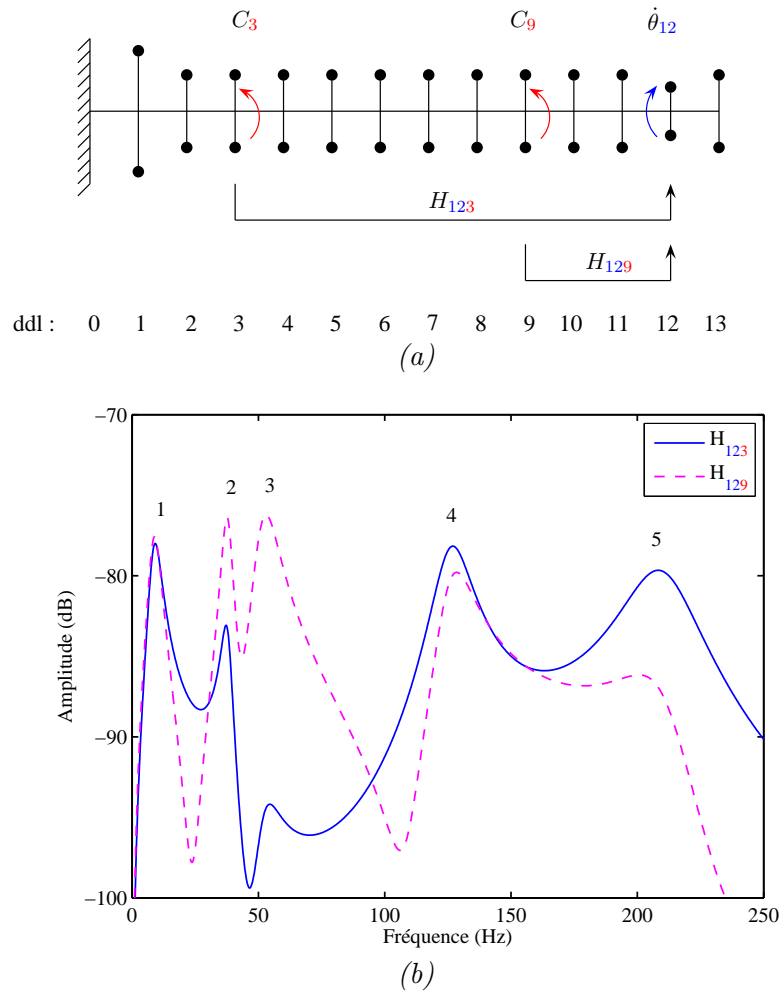 C3 C9 θ̇12
H123
H129
ddl : 0 1 2 3 4 5 6 7 8 9 10 11 12 13
(a)
−70
−80
−90
−100
Amplitude (dB)
1 2 3 4 5
H123
H129
0 50 100 150 200 250
Fréquence (Hz)
(b)